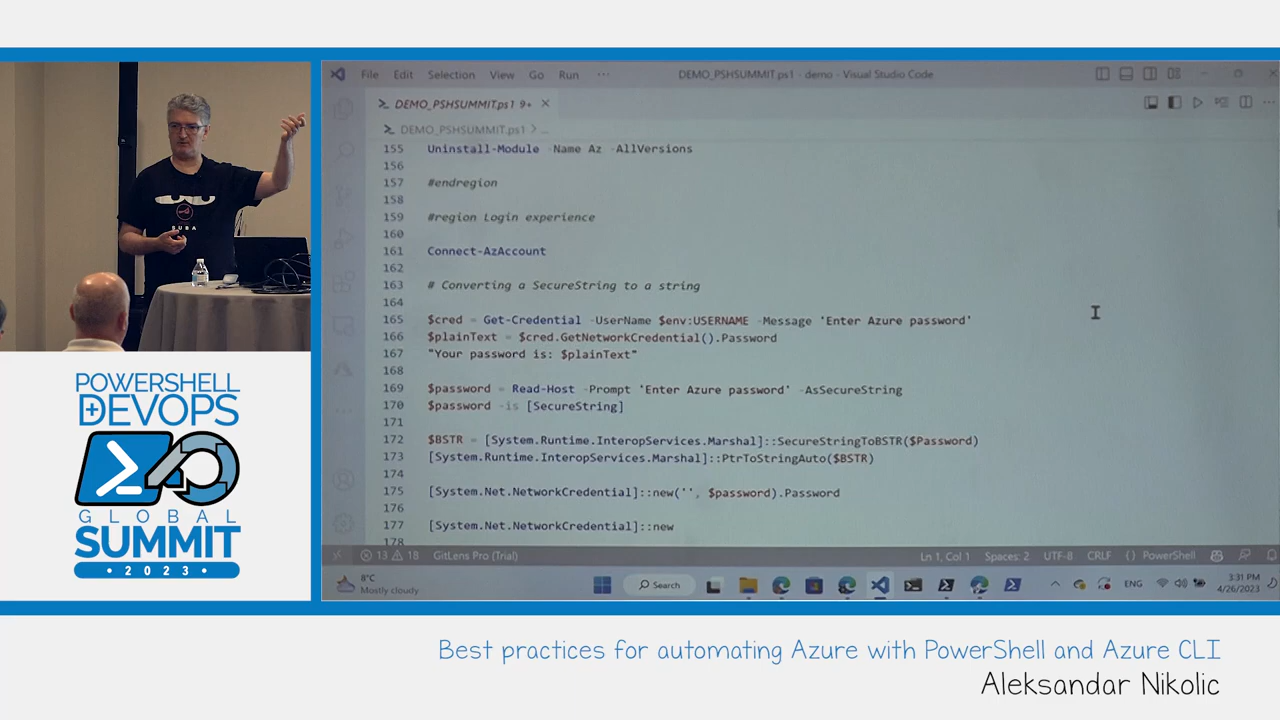 File Edit Selection View Go Run ··· DEMO_PSHSUMMIT.ps1 - demo - Visual Studio Code
DEMO_PSHSUMMIT.ps1 9+
DEMO_PSHSUMMIT.ps1 > ...
155 Uninstall-Module -Name Az -AllVersions
156
157 #endregion
158
159 #region Login experience
160
161 Connect-AzAccount
162
163 # Converting a SecureString to a string
164
165 $cred = Get-Credential -UserName $env:USERNAME -Message 'Enter Azure password'
166 $plainText = $cred.GetNetworkCredential().Password
167 "Your password is: $plainText"
168
169 $password = Read-Host -Prompt 'Enter Azure password' -AsSecureString
170 $password -is [SecureString]
171
172 $BSTR = [System.Runtime.InteropServices.Marshal]::SecureStringToBSTR($Password)
173 [System.Runtime.InteropServices.Marshal]::PtrToStringAuto($BSTR)
174
175 [System.Net.NetworkCredential]::new('', $password).Password
176
177 [System.Net.NetworkCredential]::new
178
13 18 GitLens Pro (Trial) Ln 1, Col 1 Spaces: 2 UTF-8 CRLF {} PowerShell
8°C
Mostly cloudy
Search
ENG
3:31 PM
4/26/2023
SUBA
POWERSHELL
+DEVOPS
GLOBAL
SUMMIT
• 2023 •
Best practices for automating Azure with PowerShell and Azure CLI
Aleksandar Nikolic